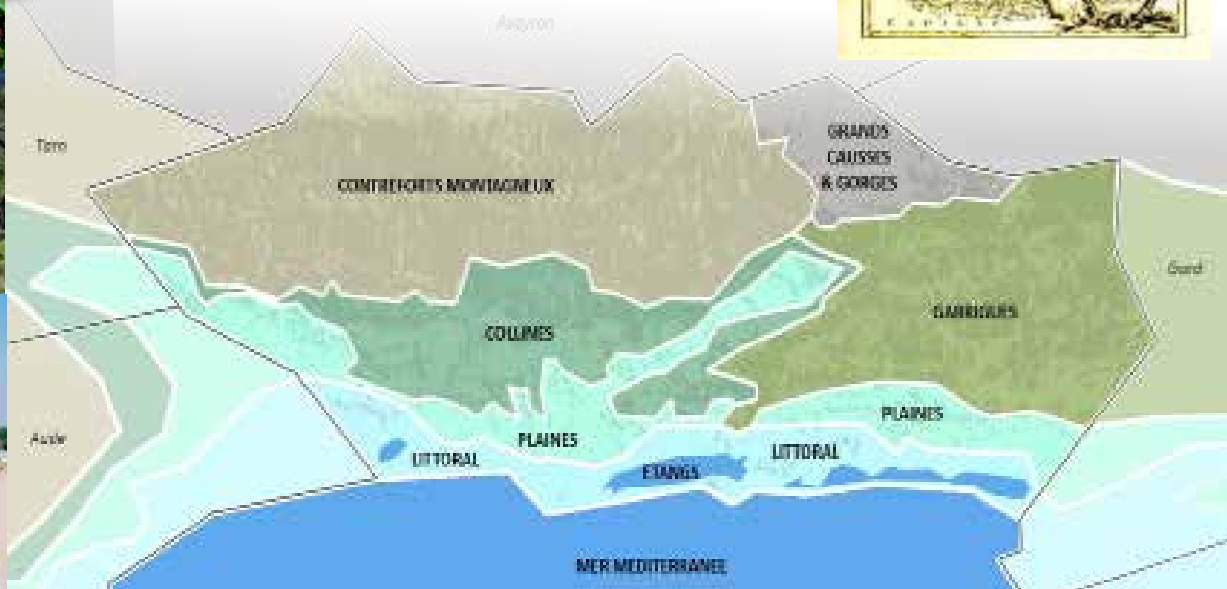 Aveyron
Tarn
GRANDS
CAUSSES
& GORGES
CONTREFORTS MONTAGNEUX
Gard
GARRIGUES
COLLINES
PLAINES
Aude
PLAINES
LITTORAL
LITTORAL
ETANGS
MER MEDITERRANEE